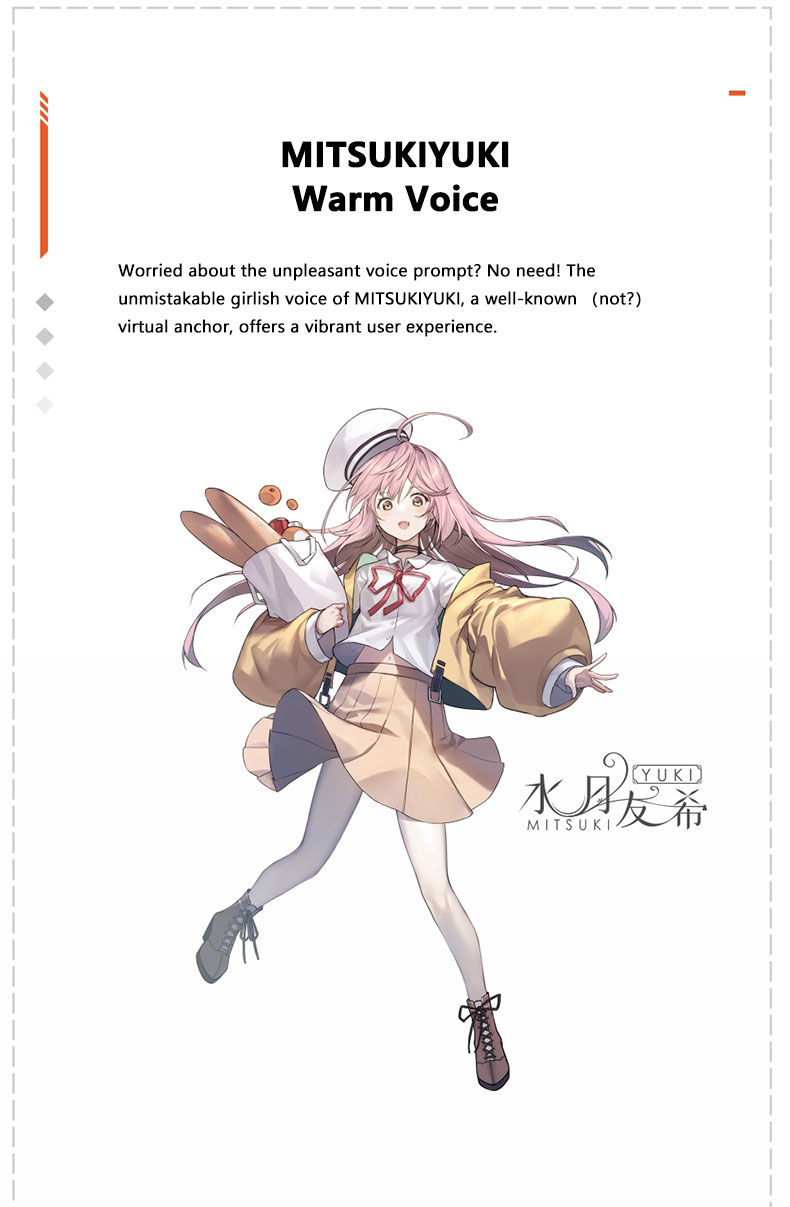 MITSUKIYUKI
Warm Voice
Worried about the unpleasant voice prompt? No need! The
unmistakable girlish voice of MITSUKIYUKI, a well-known （not?）
virtual anchor, offers a vibrant user experience.
YUKI
水月友希
MITSUKI